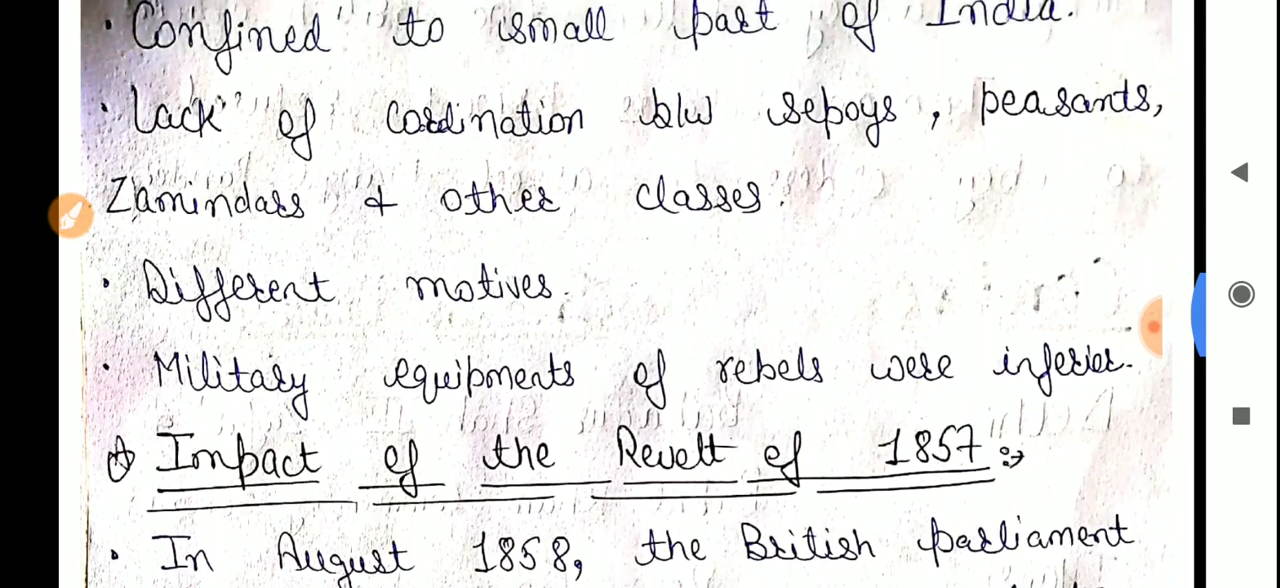 • Confined to small part of India.
• Lack of coordination b/w sepoys, peasants,
Zamindars & other classes.
• Different motives.
• Military equipments of rebels were inferior.
Impact of the Revolt of 1857 :→
• In August 1858, the British parliament